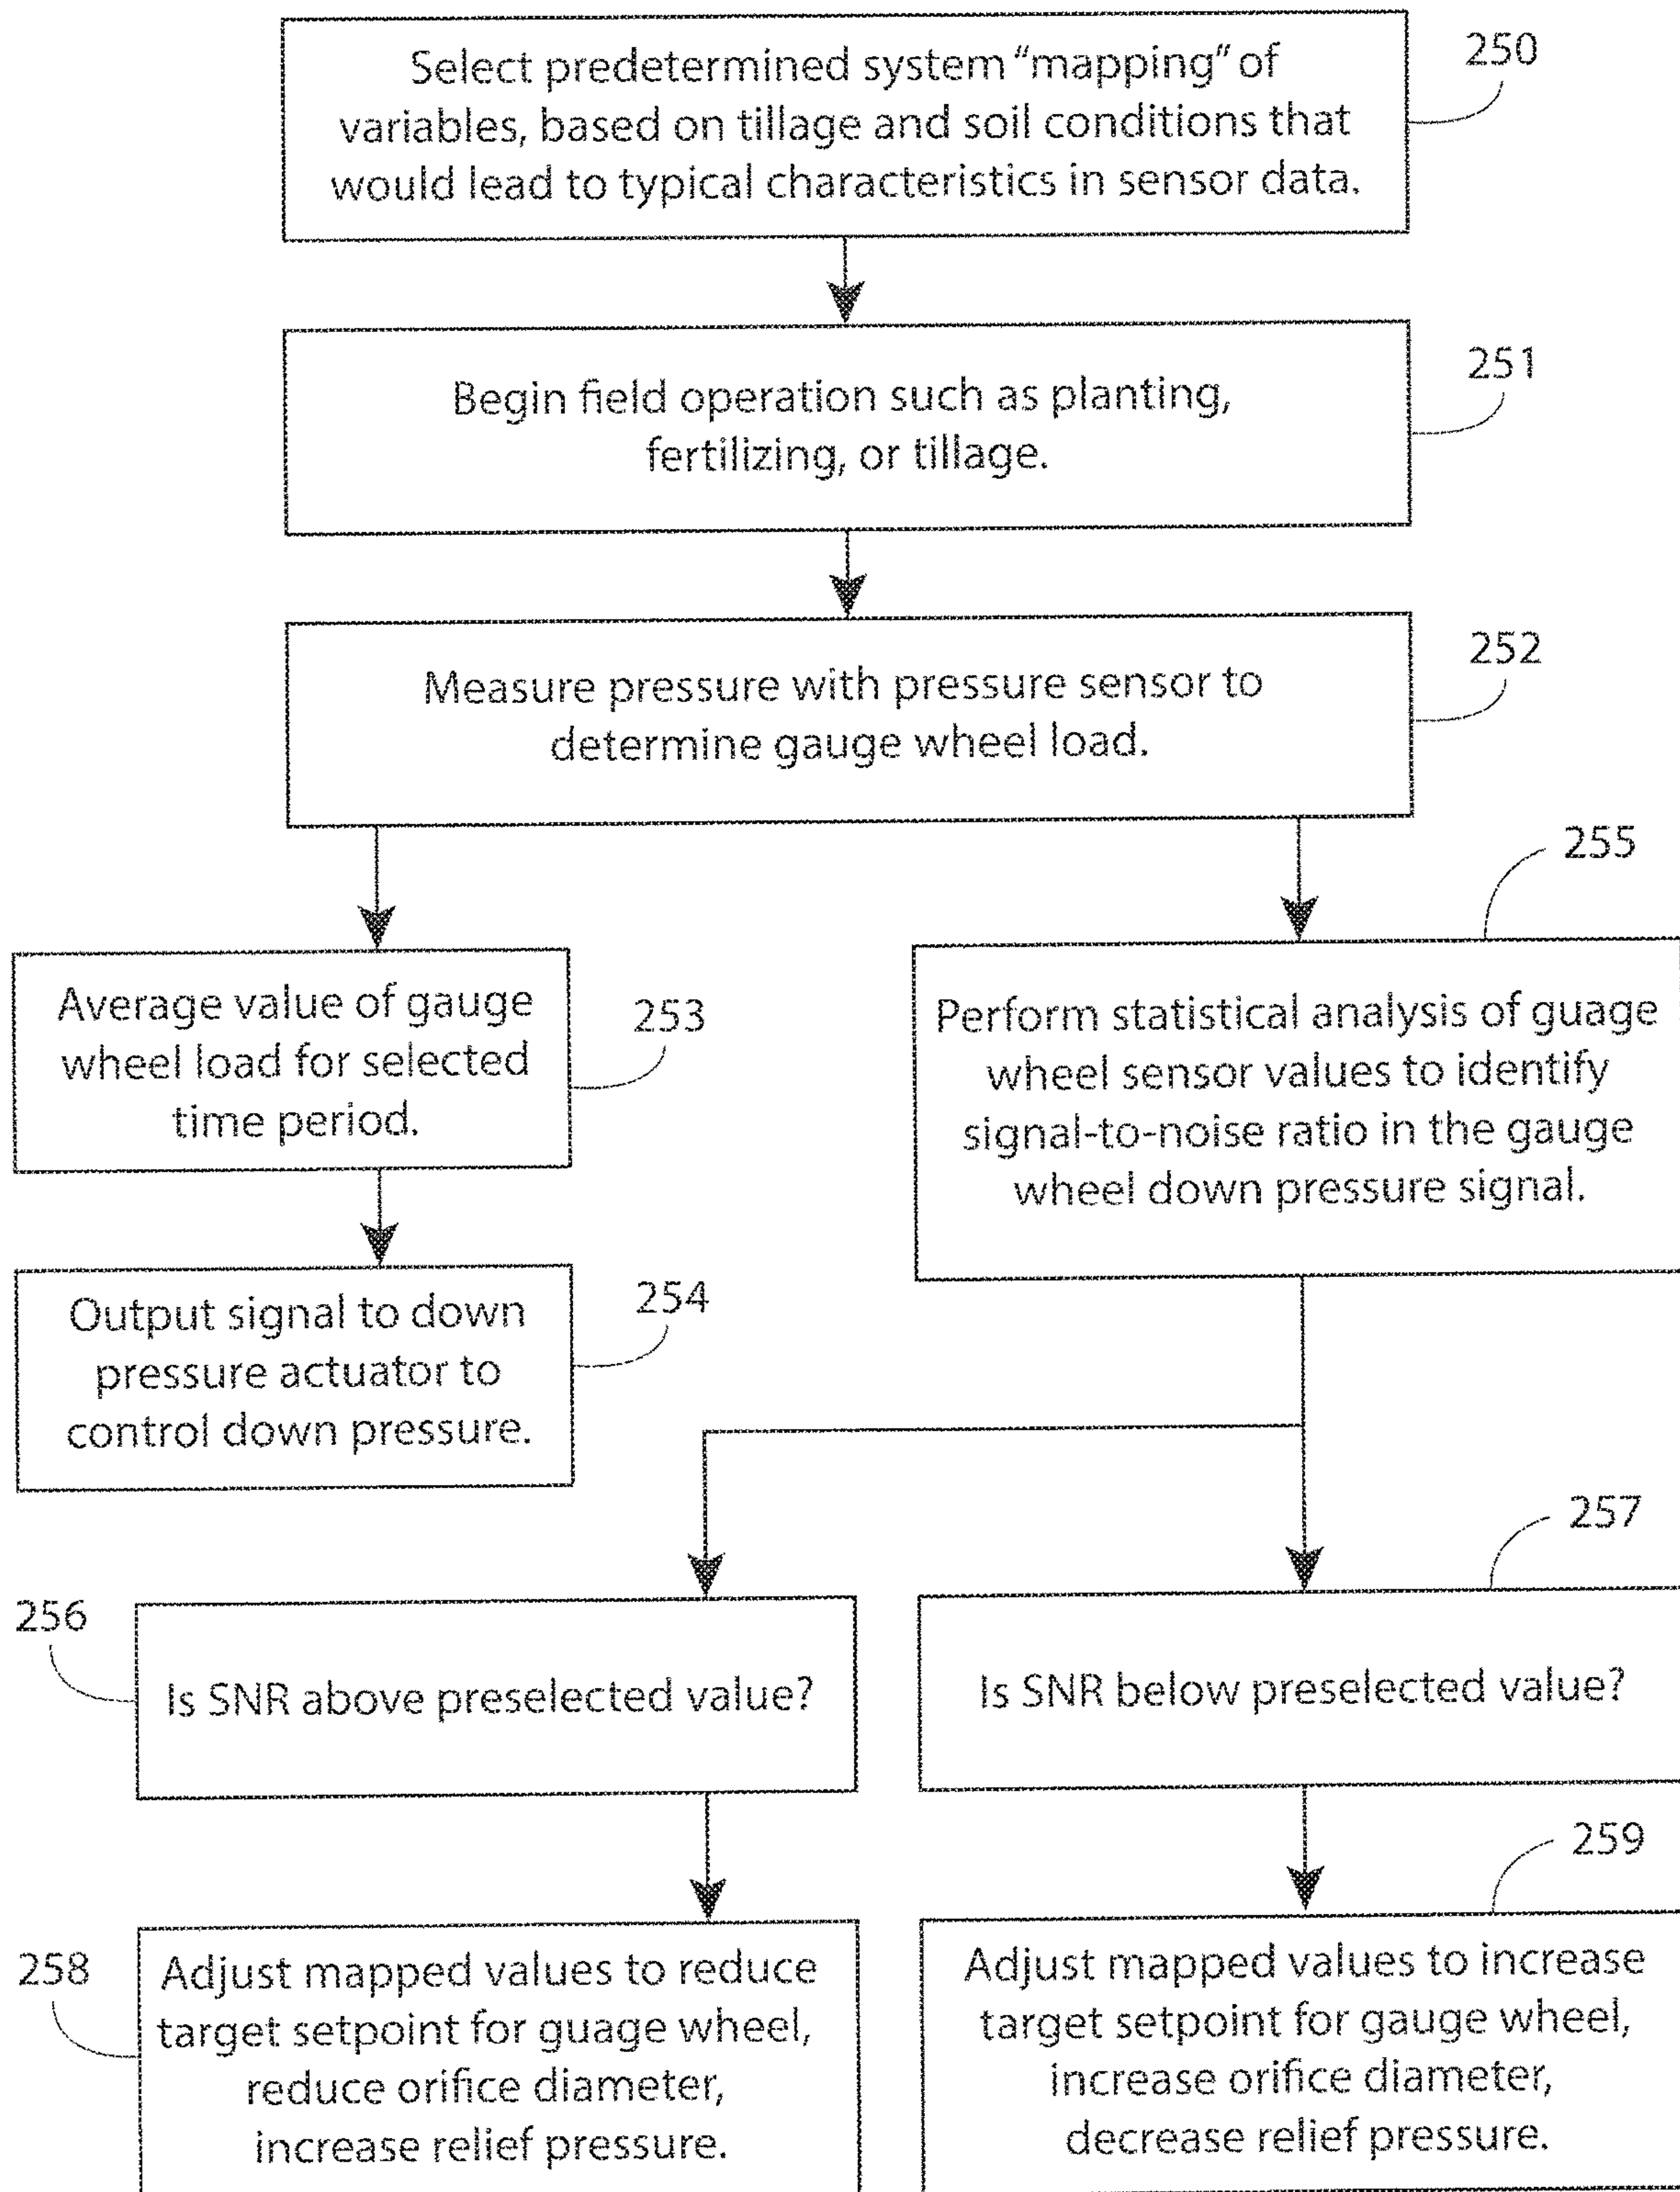 Select predetermined system "mapping" of
variables, based on tillage and soil conditions that
would lead to typical characteristics in sensor data.
250
Begin field operation such as planting,
fertilizing, or tillage.
251
Measure pressure with pressure sensor to
determine gauge wheel load.
252
Average value of gauge
wheel load for selected
time period.
253
Output signal to down
pressure actuator to
control down pressure.
254
255
Perform statistical analysis of guage
wheel sensor values to identify
signal-to-noise ratio in the gauge
wheel down pressure signal.
256
Is SNR above preselected value?
257
Is SNR below preselected value?
258
Adjust mapped values to reduce
target setpoint for guage wheel,
reduce orifice diameter,
increase relief pressure.
259
Adjust mapped values to increase
target setpoint for gauge wheel,
increase orifice diameter,
decrease relief pressure.